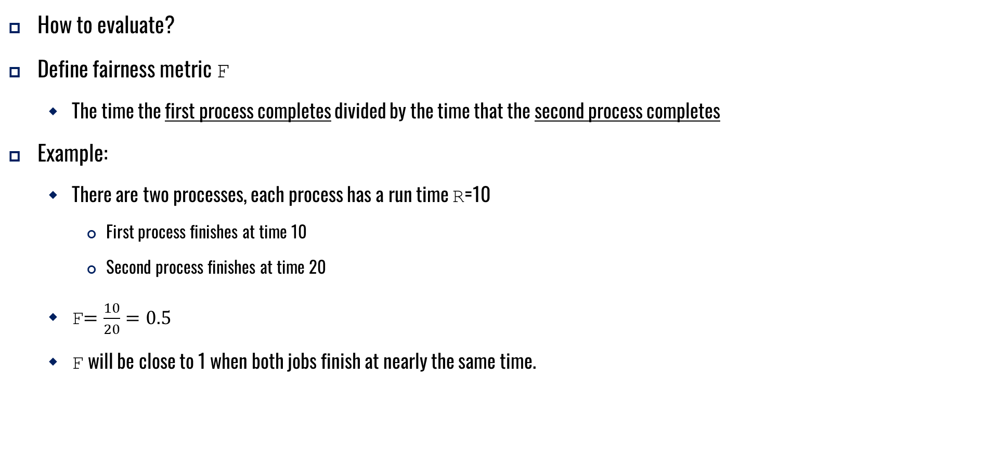 How to evaluate?
Define fairness metric F
The time the first process completes divided by the time that the second process completes
Example:
There are two processes, each process has a run time R=10
First process finishes at time 10
Second process finishes at time 20
F= 10/20 = 0.5
F will be close to 1 when both jobs finish at nearly the same time.